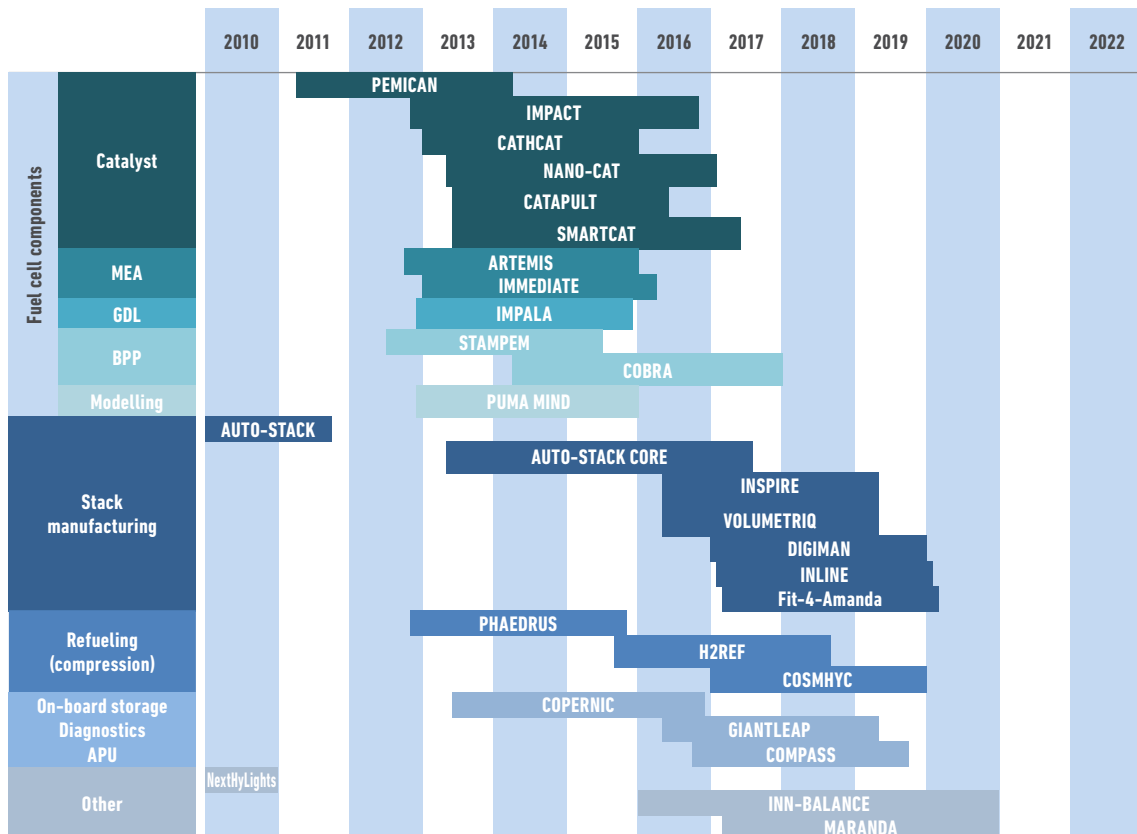 2010 2011 2012 2013 2014 2015 2016 2017 2018 2019 2020 2021 2022
Fuel cell components
Catalyst
PEMICAN
IMPACT
CATHCAT
NANO-CAT
CATAPULT
SMARTCAT
MEA
ARTEMIS
IMMEDIATE
GDL
IMPALA
BPP
STAMPEM
COBRA
Modelling
PUMA MIND
Stack
manufacturing
AUTO-STACK
AUTO-STACK CORE
INSPIRE
VOLUMETRIQ
DIGIMAN
INLINE
Fit-4-Amanda
Refueling
(compression)
PHAEDRUS
H2REF
COSMHYC
On-board storage
Diagnostics
APU
COPERNIC
GIANTLEAP
COMPASS
Other
NextHyLights
INN-BALANCE
MARANDA